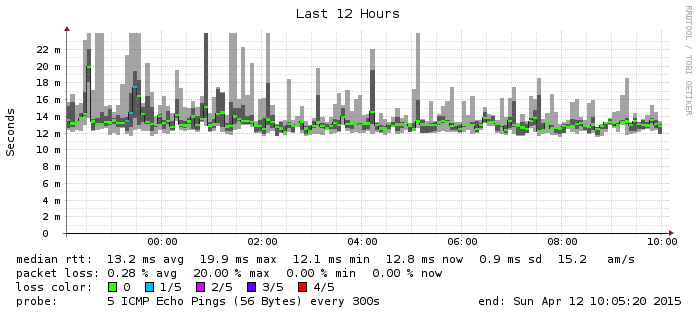 Last 12 Hours
RRDTOOL / TOBI OETIKER
Seconds
22 m
20 m
18 m
16 m
14 m
12 m
10 m
8 m
6 m
4 m
2 m
0
00:00 02:00 04:00 06:00 08:00 10:00
median rtt: 13.2 ms avg 19.9 ms max 12.1 ms min 12.8 ms now 0.9 ms sd 15.2 am/s
packet loss: 0.28 % avg 20.00 % max 0.00 % min 0.00 % now
loss color: 0 1/5 2/5 3/5 4/5
probe: 5 ICMP Echo Pings (56 Bytes) every 300s end: Sun Apr 12 10:05:20 2015